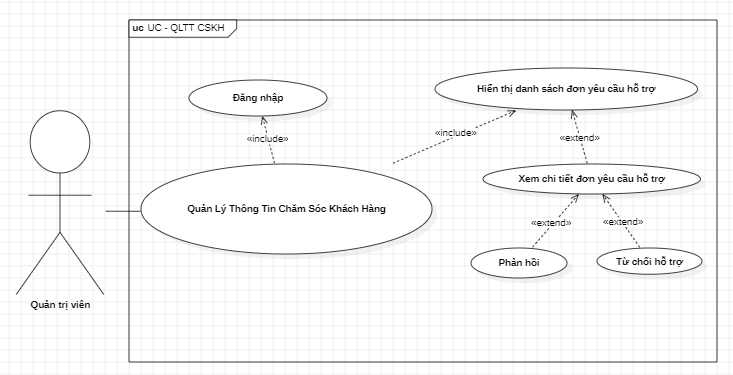 uc UC - QLTT CSKH
Hiển thị danh sách đơn yêu cầu hỗ trợ
Đăng nhập
«include»
«include»
«extend»
Xem chi tiết đơn yêu cầu hỗ trợ
Quản Lý Thông Tin Chăm Sóc Khách Hàng
«extend»
«extend»
Phản hồi
Từ chối hỗ trợ
Quản trị viên